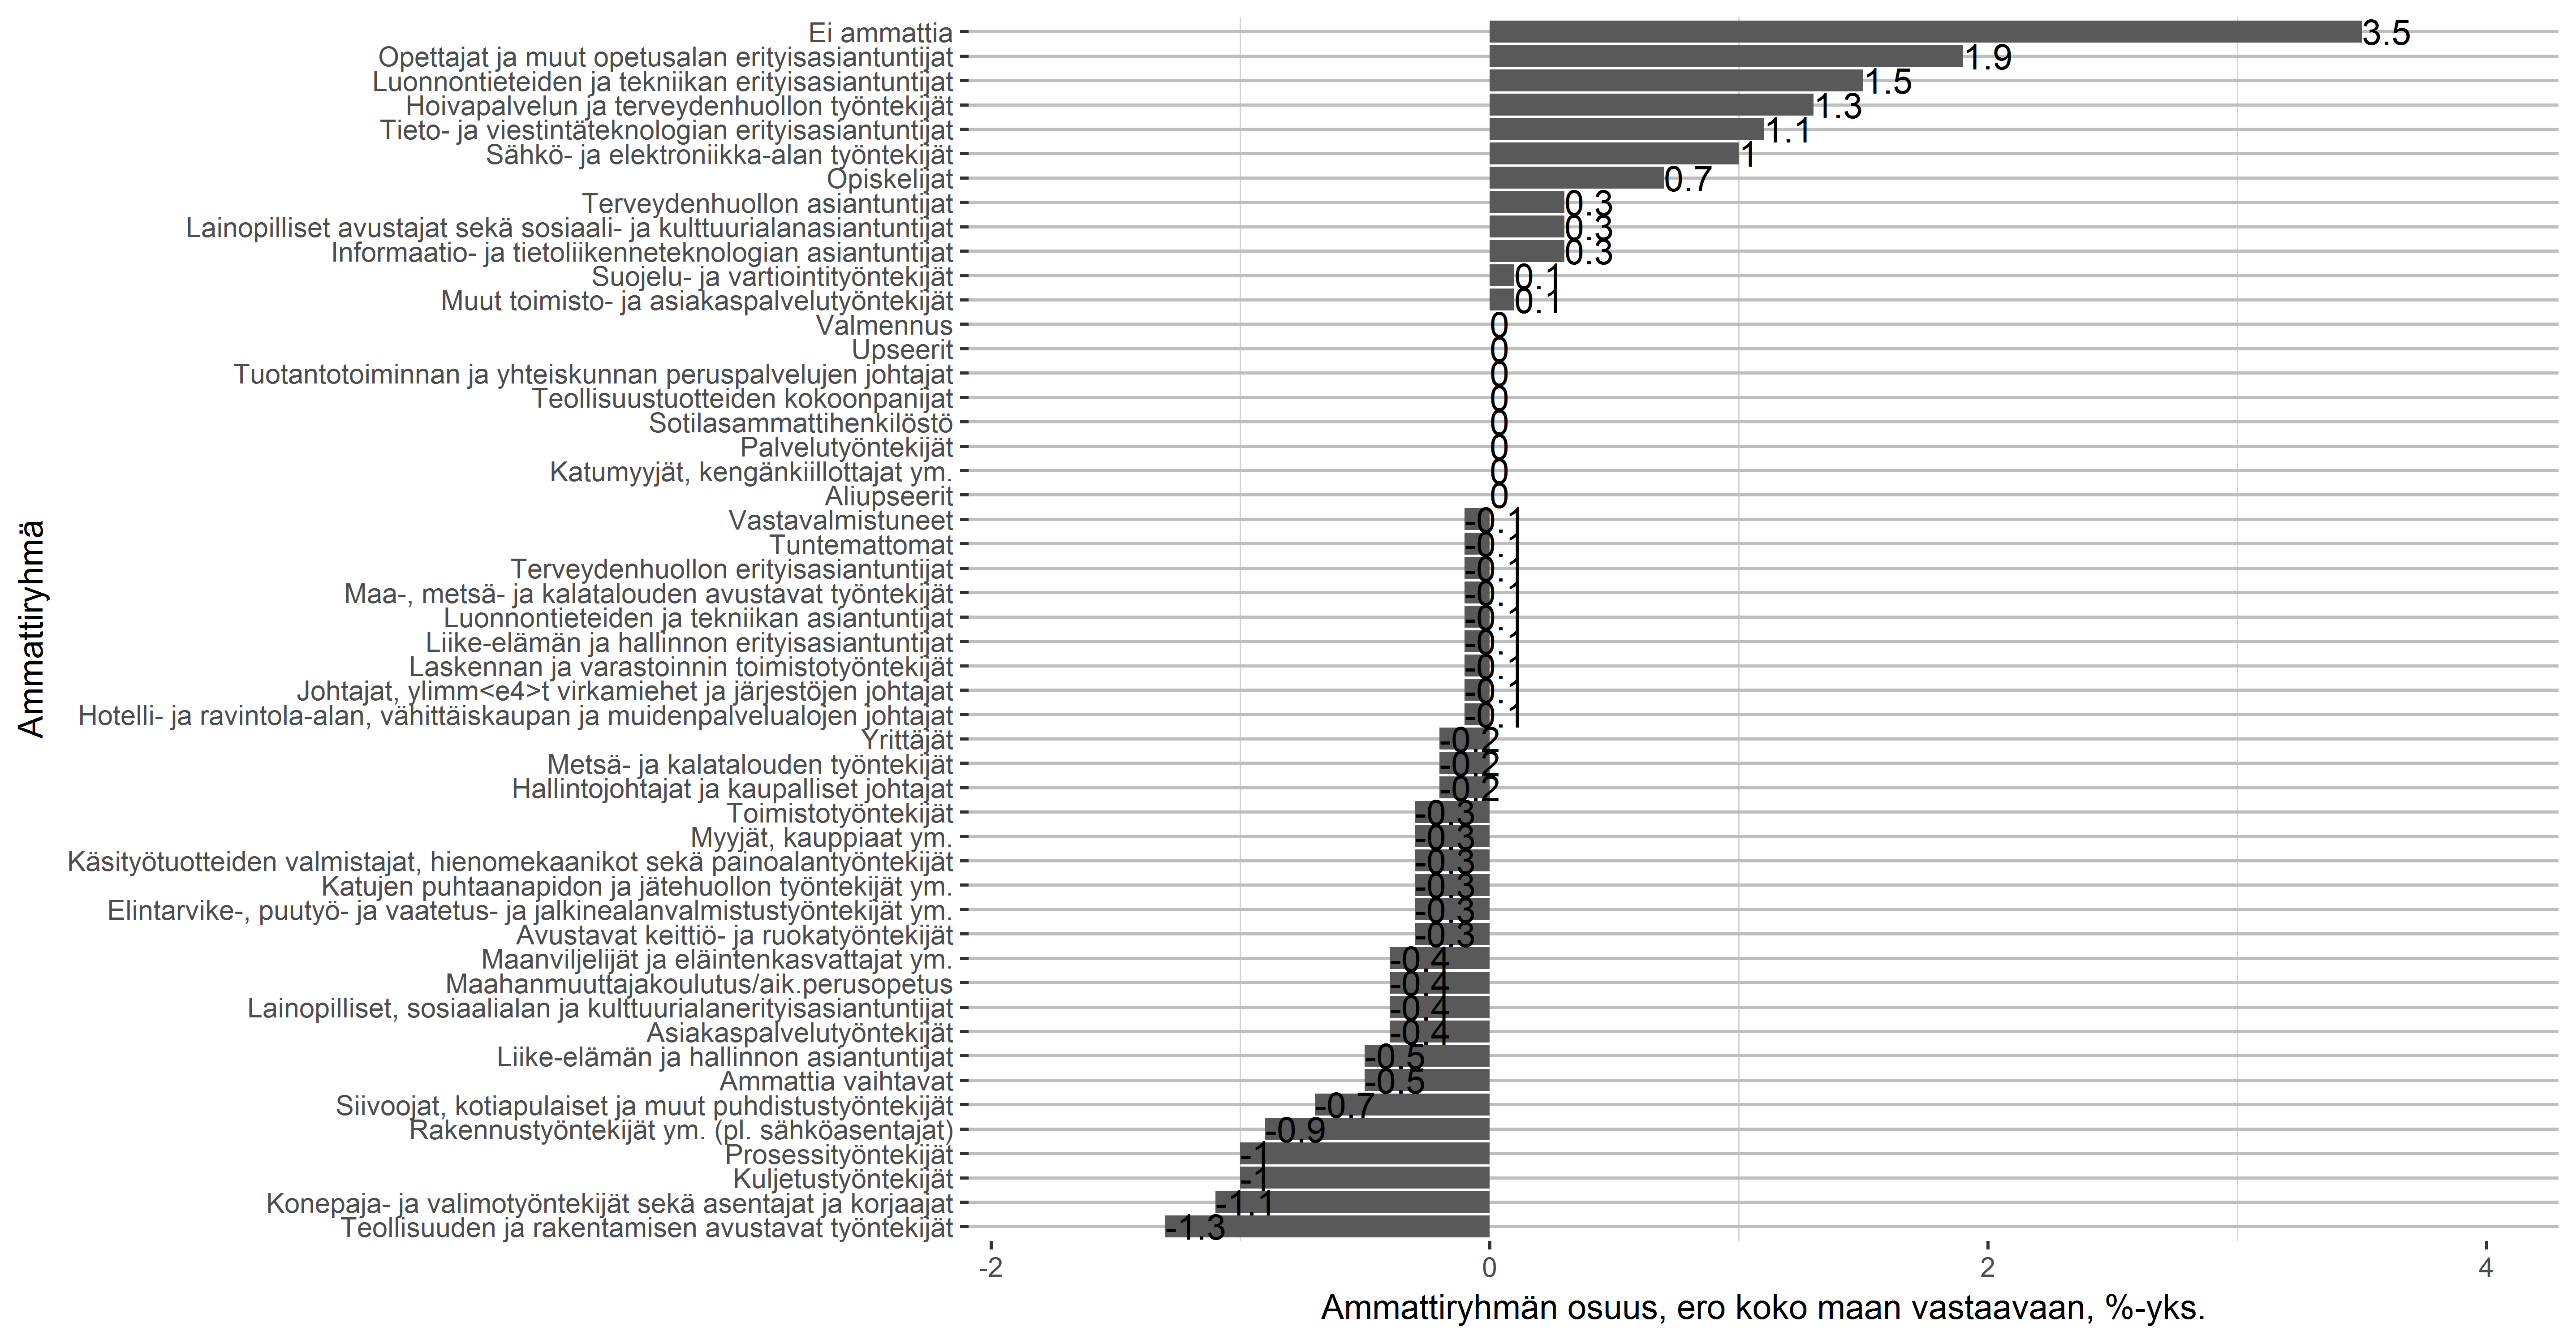 Ei ammattia 3.5
Opettajat ja muut opetusalan erityisasiantuntijat 1.9
Luonnontieteiden ja tekniikan erityisasiantuntijat 1.5
Hoivapalvelun ja terveydenhuollon työntekijät 1.3
Tieto- ja viestintäteknologian erityisasiantuntijat 1.1
Sähkö- ja elektroniikka-alan työntekijät 1
Opiskelijat 0.7
Terveydenhuollon asiantuntijat 0.3
Lainopilliset avustajat sekä sosiaali- ja kulttuurialanasiantuntijat 0.3
Informaatio- ja tietoliikenneteknologian asiantuntijat 0.3
Suojelu- ja vartiointityöntekijät 0.1
Muut toimisto- ja asiakaspalvelutyöntekijät 0.1
Valmennus 0
Upseerit 0
Tuotantotoiminnan ja yhteiskunnan peruspalvelujen johtajat 0
Teollisuustuotteiden kokoonpanijat 0
Sotilasammattihenkilöstö 0
Palvelutyöntekijät 0
Katumyyjät, kengänkiillottajat ym. 0
Aliupseerit 0
Vastavalmistuneet -0.1
Tuntemattomat -0.1
Terveydenhuollon erityisasiantuntijat -0.1
Maa-, metsä- ja kalatalouden avustavat työntekijät -0.1
Luonnontieteiden ja tekniikan asiantuntijat -0.1
Liike-elämän ja hallinnon erityisasiantuntijat -0.1
Laskennan ja varastoinnin toimistotyöntekijät -0.1
Johtajat, ylimm<e4>t virkamiehet ja järjestöjen johtajat -0.1
Hotelli- ja ravintola-alan, vähittäiskaupan ja muidenpalvelualojen johtajat -0.1
Yrittäjät -0.2
Metsä- ja kalatalouden työntekijät -0.2
Hallintojohtajat ja kaupalliset johtajat -0.2
Toimistotyöntekijät -0.3
Myyjät, kauppiaat ym. -0.3
Käsityötuotteiden valmistajat, hienomekaanikot sekä painoalantyöntekijät -0.3
Katujen puhtaanapidon ja jätehuollon työntekijät ym. -0.3
Elintarvike-, puutyö- ja vaatetus- ja jalkinealanvalmistustyöntekijät ym. -0.3
Avustavat keittiö- ja ruokatyöntekijät -0.3
Maanviljelijät ja eläintenkasvattajat ym. -0.4
Maahanmuuttajakoulutus/aik.perusopetus -0.4
Lainopilliset, sosiaalialan ja kulttuurialanerityisasiantuntijat -0.4
Asiakaspalvelutyöntekijät -0.4
Liike-elämän ja hallinnon asiantuntijat -0.5
Ammattia vaihtavat -0.5
Siivoojat, kotiapulaiset ja muut puhdistustyöntekijät -0.7
Rakennustyöntekijät ym. (pl. sähköasentajat) -0.9
Prosessityöntekijät -1
Kuljetustyöntekijät -1
Konepaja- ja valimotyöntekijät sekä asentajat ja korjaajat -1.1
Teollisuuden ja rakentamisen avustavat työntekijät -1.3
-2 0 2 4
Ammattiryhmän osuus, ero koko maan vastaavaan, %-yks.
Ammattiryhmä